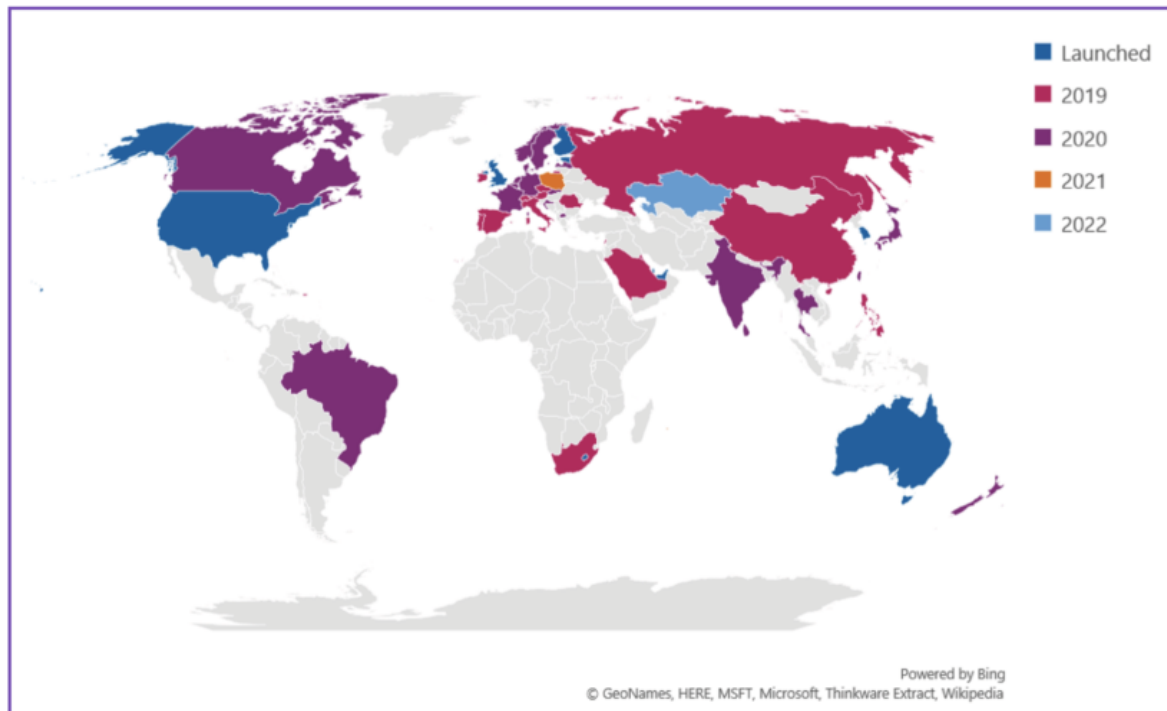 Launched
2019
2020
2021
2022
Powered by Bing
© GeoNames, HERE, MSFT, Microsoft, Thinkware Extract, Wikipedia